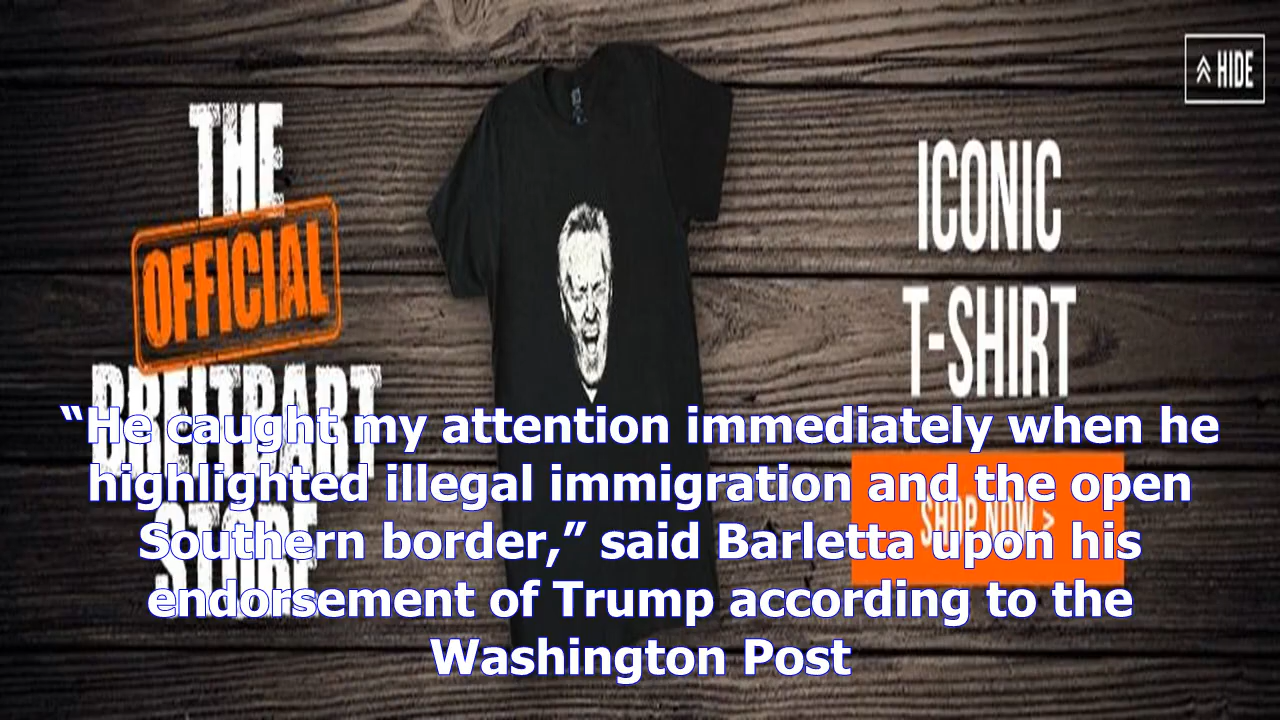 HIDE
THE
OFFICIAL
BREITBART
STORE
ICONIC
T-SHIRT
SHOP NOW >
“He caught my attention immediately when he
highlighted illegal immigration and the open
Southern border,” said Barletta upon his
endorsement of Trump according to the
Washington Post